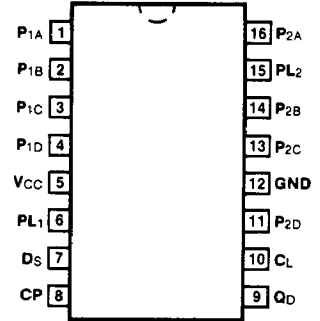 P1A 1 16 P2A
P1B 2 15 PL2
P1C 3 14 P2B
P1D 4 13 P2C
VCC 5 12 GND
PL1 6 11 P2D
DS 7 10 CL
CP 8 9 QD